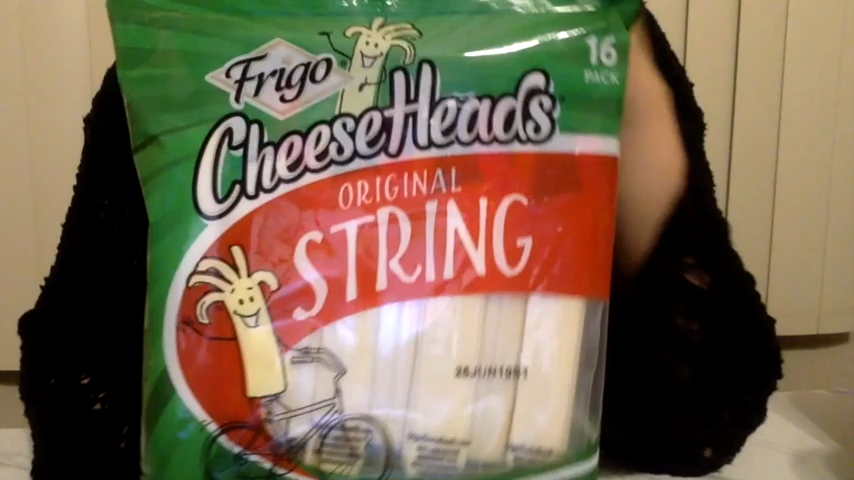 16
PACK
Frigo
CheeseHeads
ORIGINAL
STRING